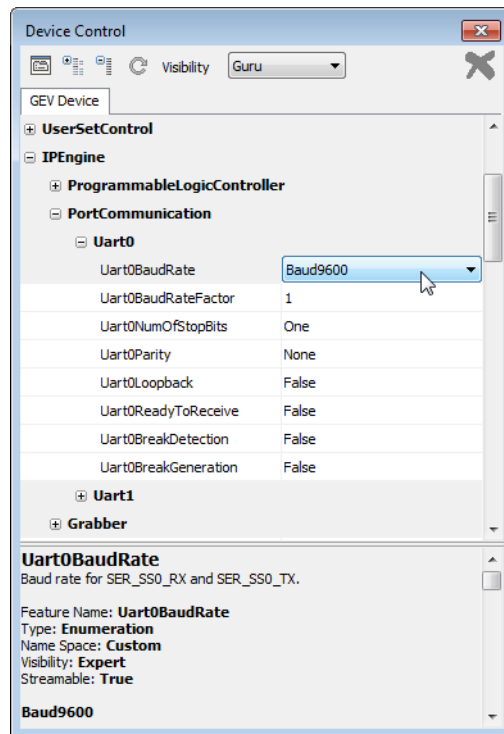 Device Control
Visibility Guru
GEV Device
UserSetControl
IPEngine
ProgrammableLogicController
PortCommunication
Uart0
Uart0BaudRate Baud9600
Uart0BaudRateFactor 1
Uart0NumOfStopBits One
Uart0Parity None
Uart0Loopback False
Uart0ReadyToReceive False
Uart0BreakDetection False
Uart0BreakGeneration False
Uart1
Grabber
Uart0BaudRate
Baud rate for SER_SS0_RX and SER_SS0_TX.
Feature Name: Uart0BaudRate
Type: Enumeration
Name Space: Custom
Visibility: Expert
Streamable: True
Baud9600